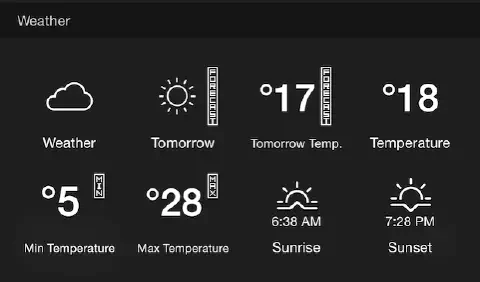 Weather
FORECAST
°17
FORECAST
°18
Weather
Tomorrow
Tomorrow Temp.
Temperature
°5
MIN
°28
MAX
6:38 AM
7:28 PM
Min Temperature
Max Temperature
Sunrise
Sunset